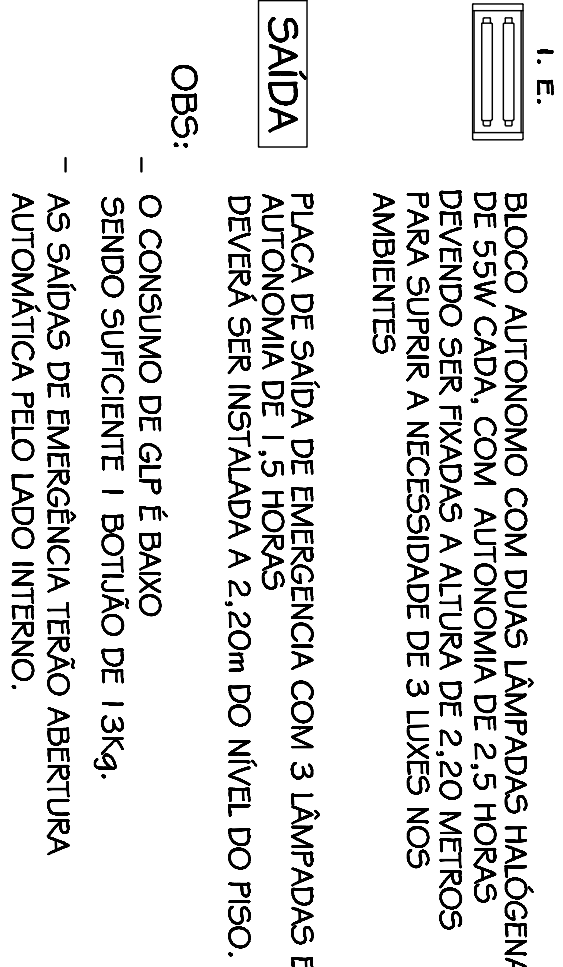 I. E.
BLOCO AUTONOMO COM DUAS LÂMPADAS HALÓGENA
DE 55W CADA, COM AUTONOMIA DE 2,5 HORAS
DEVENDO SER FIXADAS A ALTURA DE 2,20 METROS
PARA SUPRIR A NECESSIDADE DE 3 LUXES NOS
AMBIENTES
SAÍDA
PLACA DE SAÍDA DE EMERGENCIA COM 3 LÂMPADAS E
AUTONOMIA DE 1,5 HORAS
DEVERÁ SER INSTALADA A 2,20m DO NÍVEL DO PISO.
OBS:
- O CONSUMO DE GLP É BAIXO
SENDO SUFICIENTE 1 BOTIJÃO DE 13Kg.
- AS SAÍDAS DE EMERGÊNCIA TERÃO ABERTURA
AUTOMÁTICA PELO LADO INTERNO.